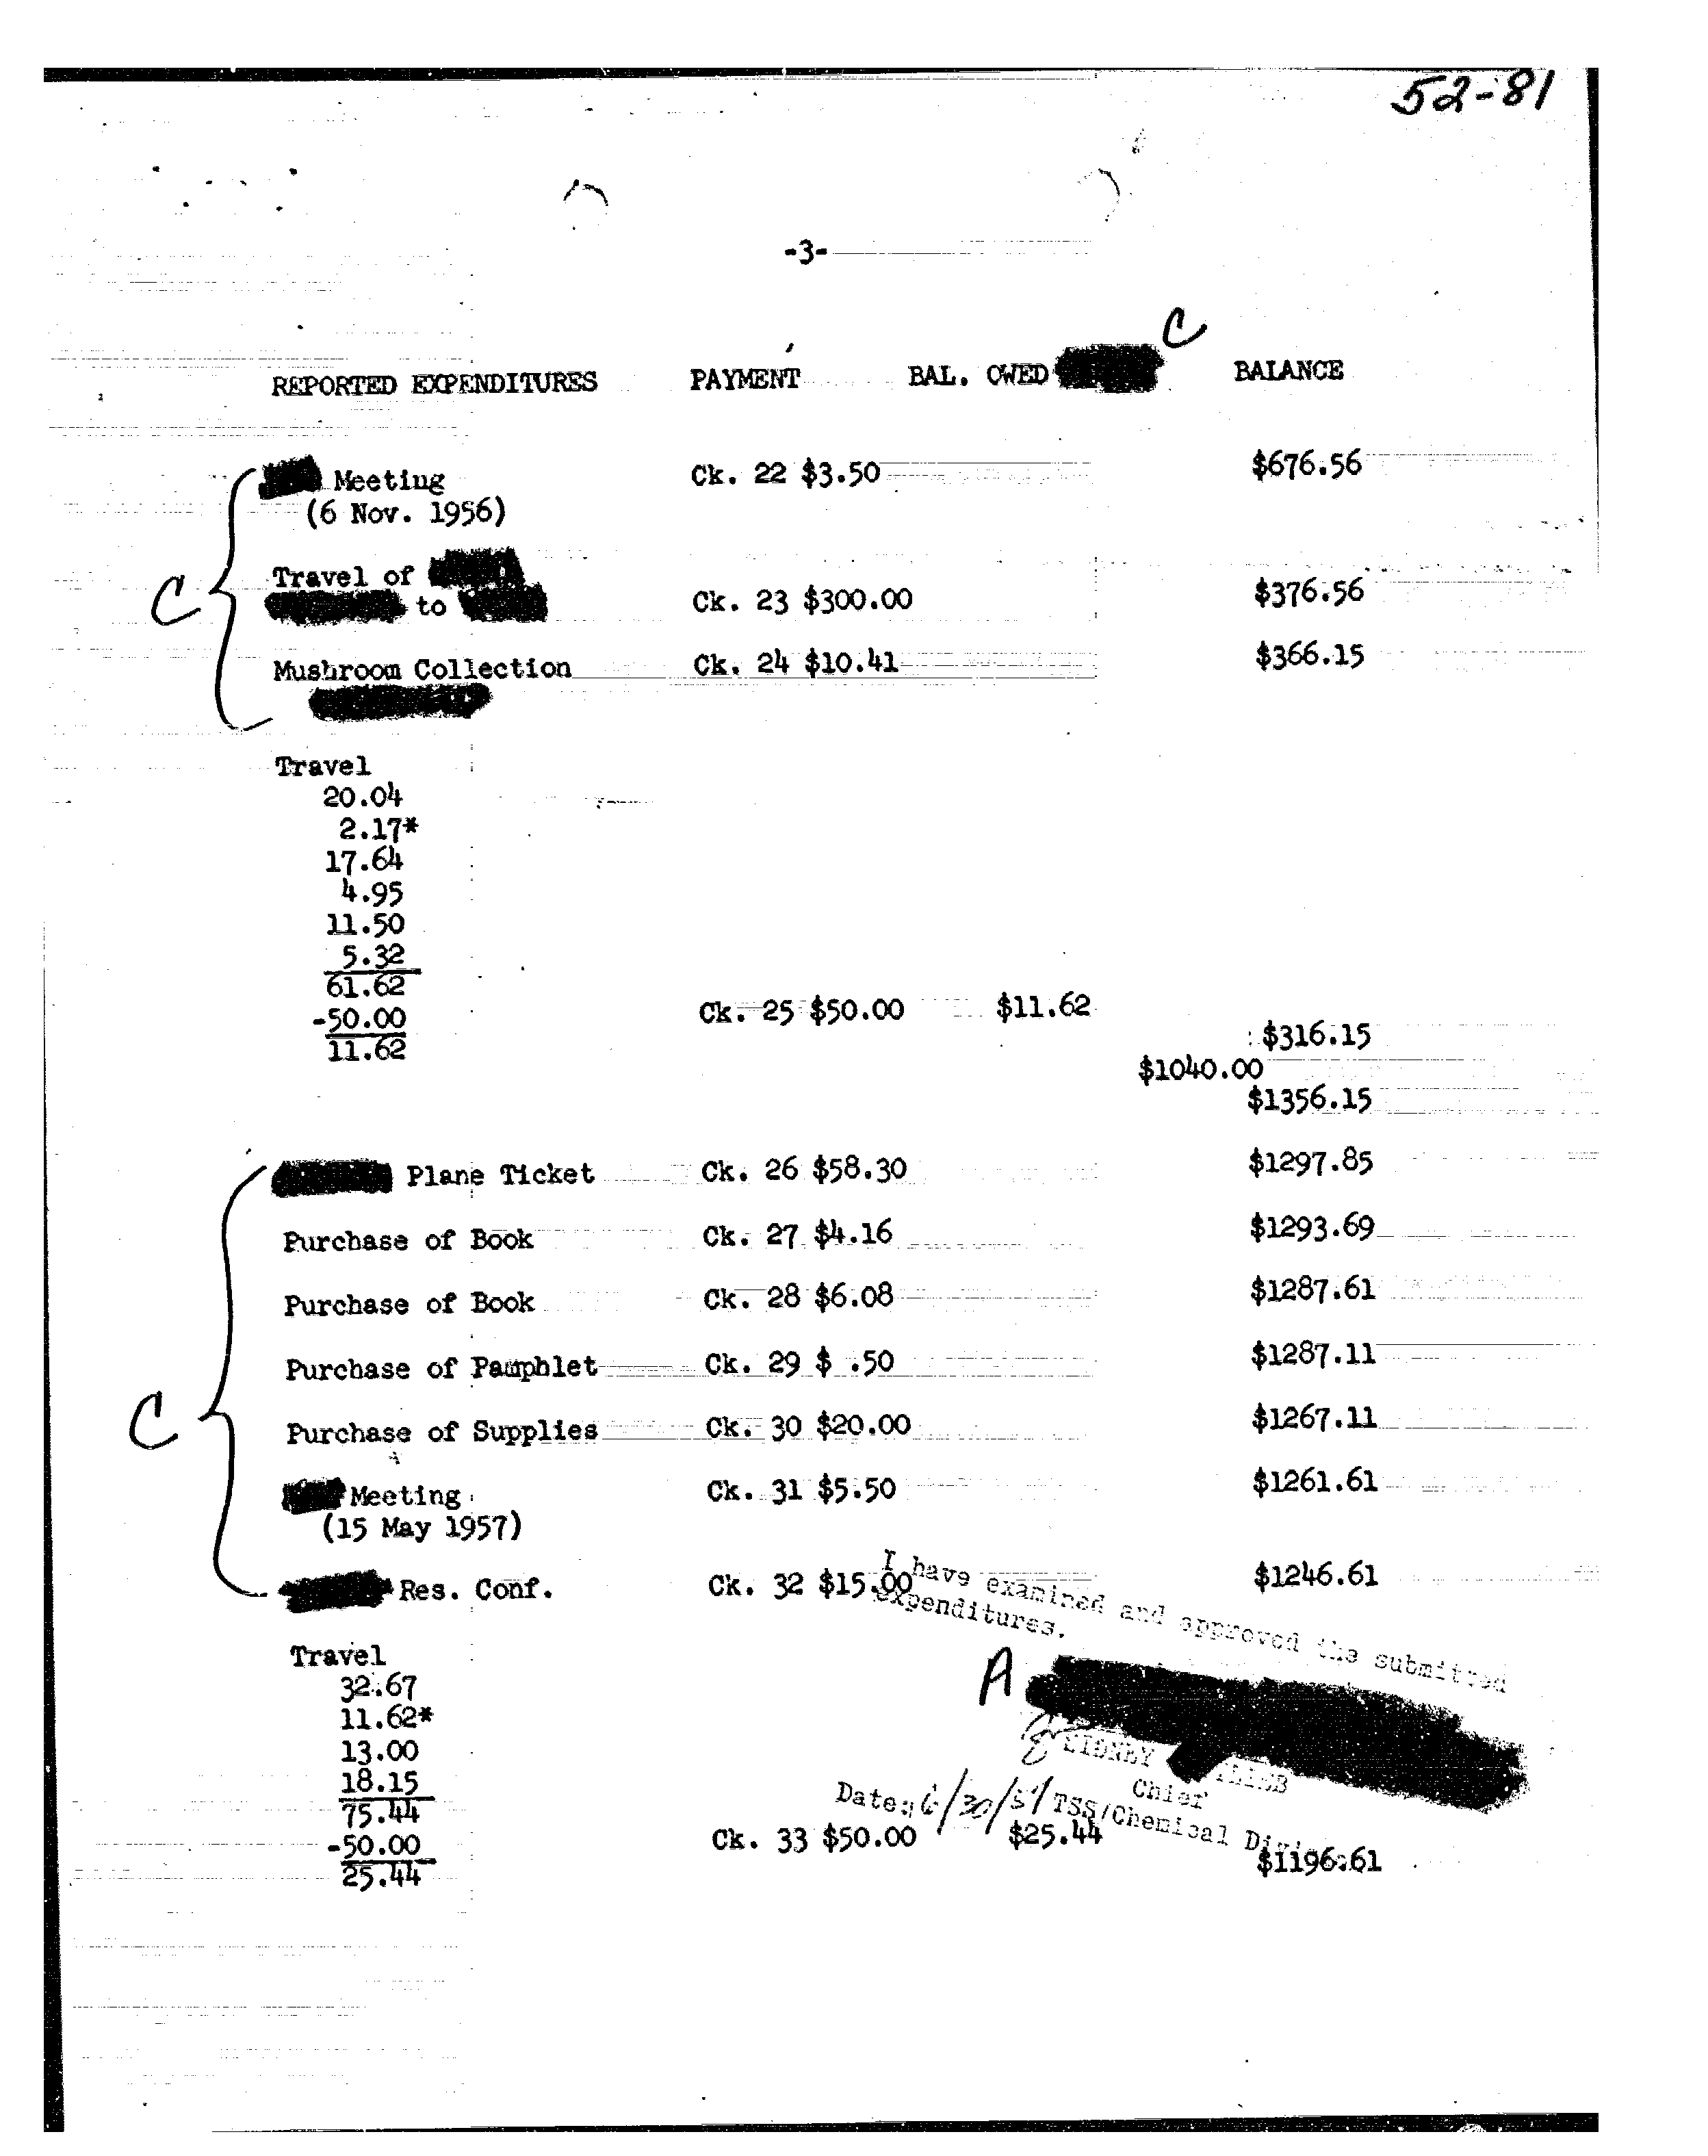 52-81
-3-
C
REPORTED EXPENDITURES PAYMENT BAL. OWED BALANCE
Meeting Ck. 22 $3.50 $676.56
(6 Nov. 1956)
C
Travel of
to Ck. 23 $300.00 $376.56
Mushroom Collection Ck. 24 $10.41 $366.15
Travel
20.04
2.17*
17.64
4.95
11.50
5.32
61.62
-50.00 Ck. 25 $50.00 $11.62
11.62 $316.15
$1040.00
$1356.15
Plane Ticket Ck. 26 $58.30 $1297.85
Purchase of Book Ck. 27 $4.16 $1293.69
Purchase of Book Ck. 28 $6.08 $1287.61
Purchase of Pamphlet Ck. 29 $ .50 $1287.11
C
Purchase of Supplies Ck. 30 $20.00 $1267.11
Meeting Ck. 31 $5.50 $1261.61
(15 May 1957)
Res. Conf. Ck. 32 $15.00 $1246.61
I have examined and approved the submitted
expenditures.
A
Travel
32.67
11.62*
13.00
18.15
75.44
-50.00
25.44
SIDNEY
Chief
TSS/Chemical
Date:
Ck. 33 $50.00 $25.44 $1196.61